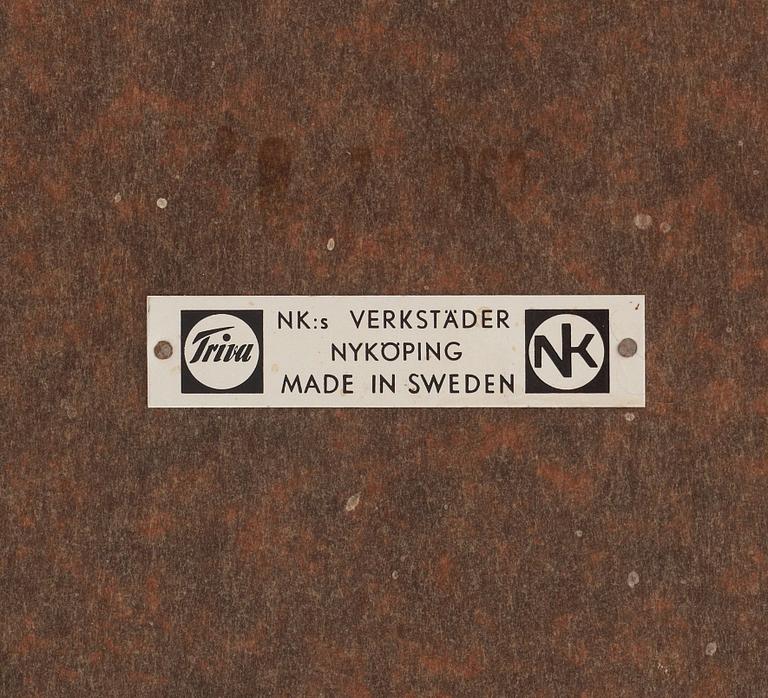 Triva
NK:s VERKSTÄDER
NYKÖPING
MADE IN SWEDEN
NK